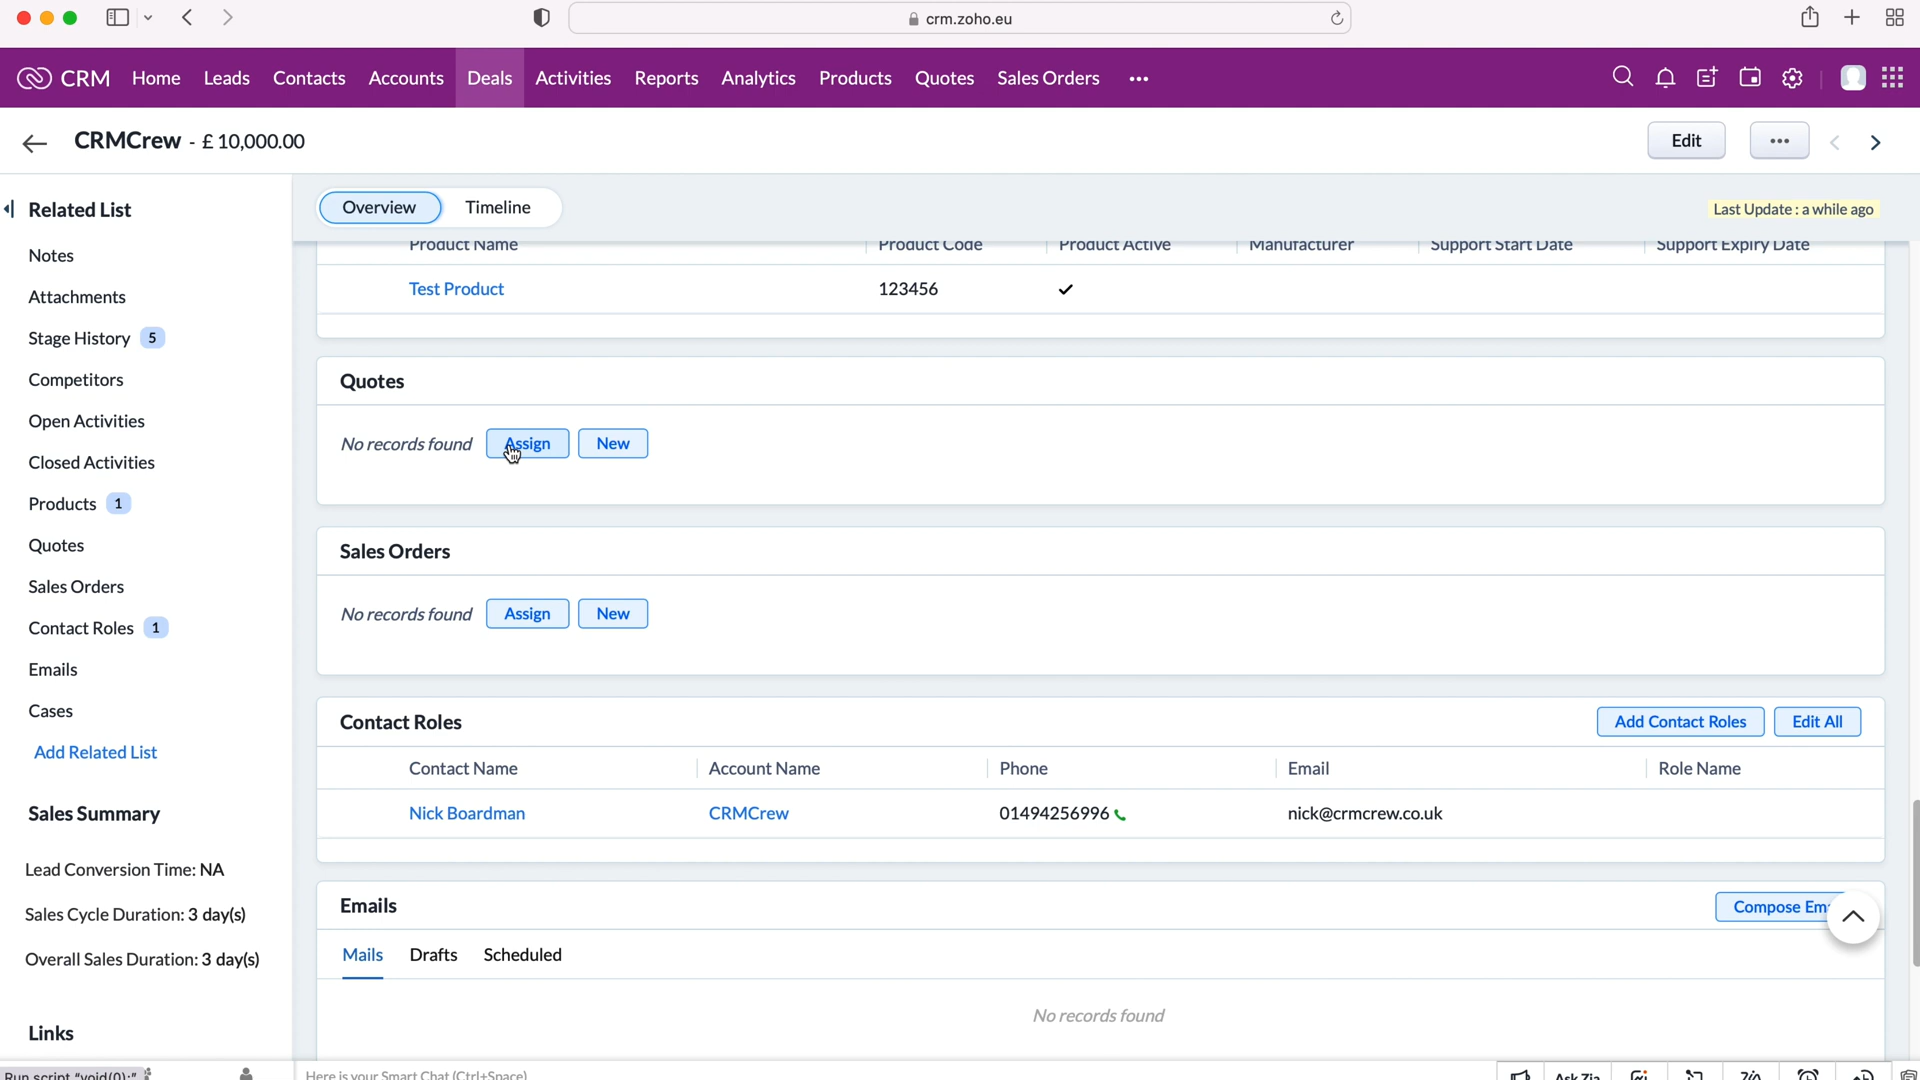 crm.zoho.eu
CRM Home Leads Contacts Accounts Deals Activities Reports Analytics Products Quotes Sales Orders •••
CRMCrew - £ 10,000.00
Edit •••
Related List
Overview Timeline
Last Update : a while ago
Notes
Attachments
Stage History 5
Competitors
Open Activities
Closed Activities
Products 1
Quotes
Sales Orders
Contact Roles 1
Emails
Cases
Add Related List
Sales Summary
Lead Conversion Time: NA
Sales Cycle Duration: 3 day(s)
Overall Sales Duration: 3 day(s)
Links
Product Name Product Code Product Active Manufacturer Support Start Date Support Expiry Date
Test Product 123456
Quotes
No records found Assign New
Sales Orders
No records found Assign New
Contact Roles
Add Contact Roles Edit All
Contact Name Account Name Phone Email Role Name
Nick Boardman CRMCrew 01494256996 nick@crmcrew.co.uk
Emails
Compose
Mails Drafts Scheduled
No records found
Run script "void(0);"
Here is your Smart Chat (Ctrl+Space)
Ask Zia